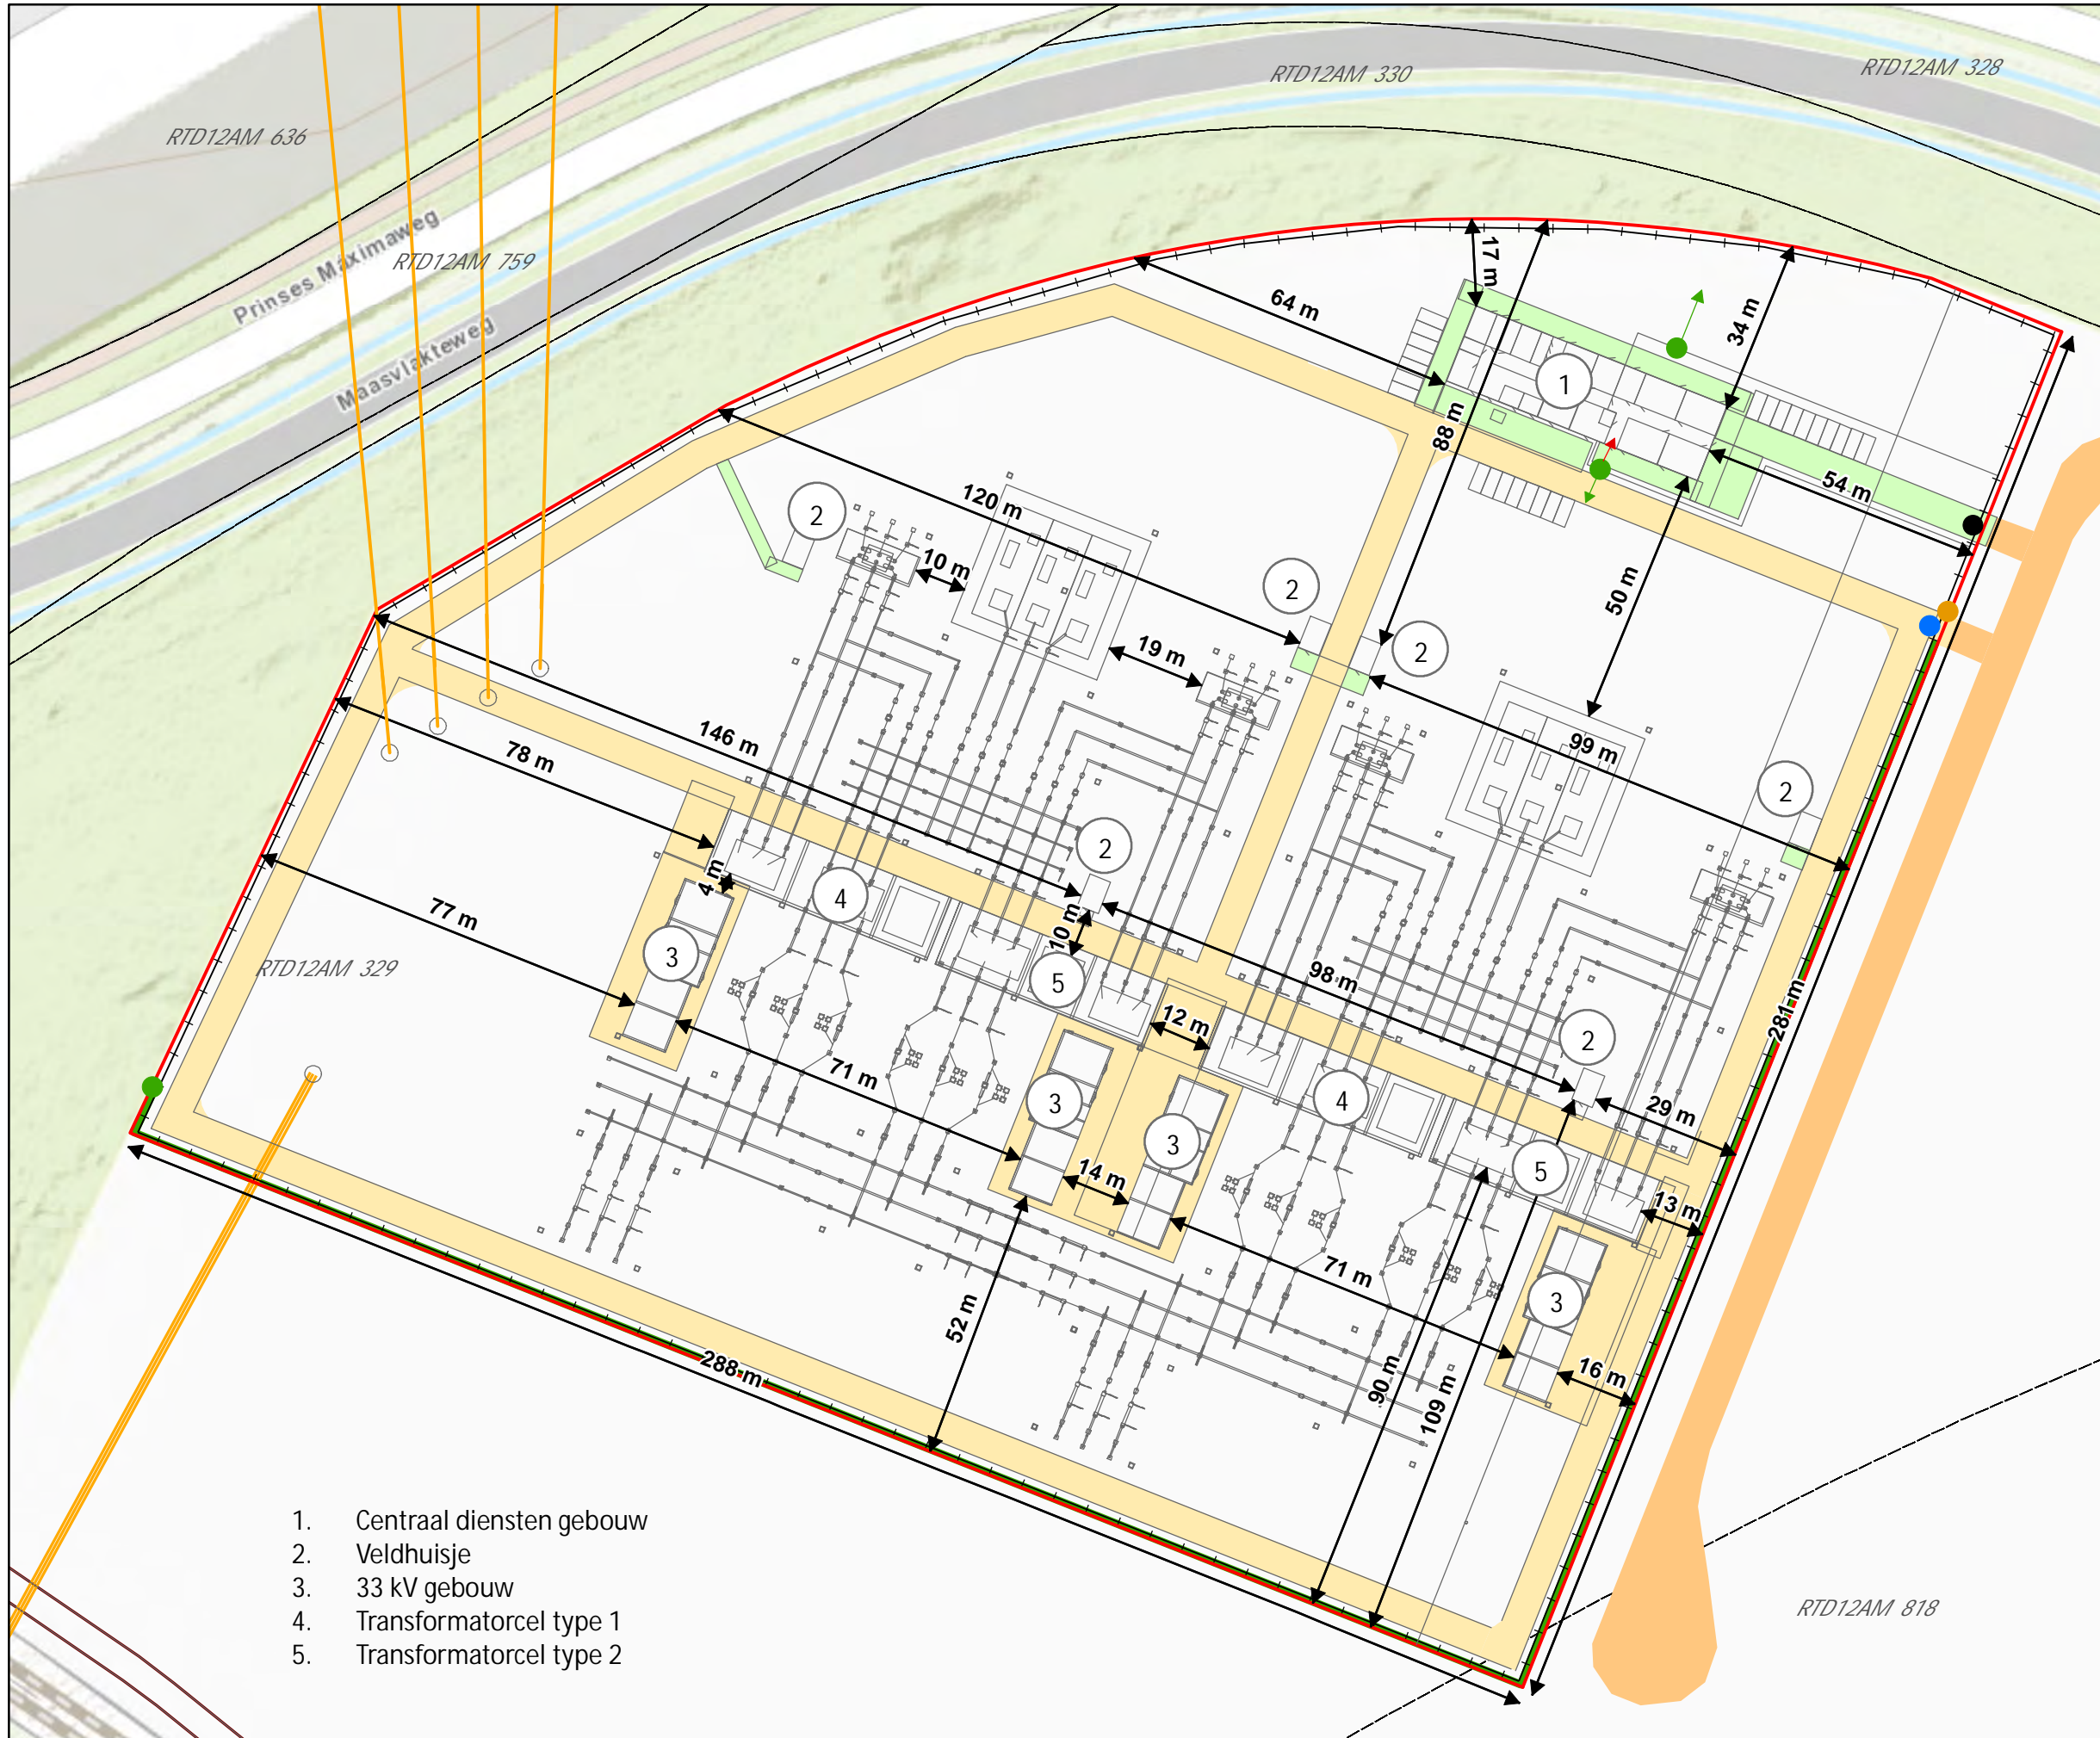 RTD12AM 328
RTD12AM 330
RTD12AM 636
Prinses Máximaweg
RTD12AM 759
Maasvlakteweg
17 m
64 m
34 m
1
88 m
54 m
120 m
2
10 m
2
50 m
2
19 m
146 m
78 m
99 m
2
2
4 m
4
77 m
10 m
3
RTD12AM 329
5
98 m
12 m
281 m
2
71 m
3
4
29 m
3
14 m
5
13 m
71 m
3
52 m
288 m
90 m
109 m
16 m
1. Centraal diensten gebouw
2. Veldhuisje
3. 33 kV gebouw
4. Transformatorcel type 1
5. Transformatorcel type 2
RTD12AM 818